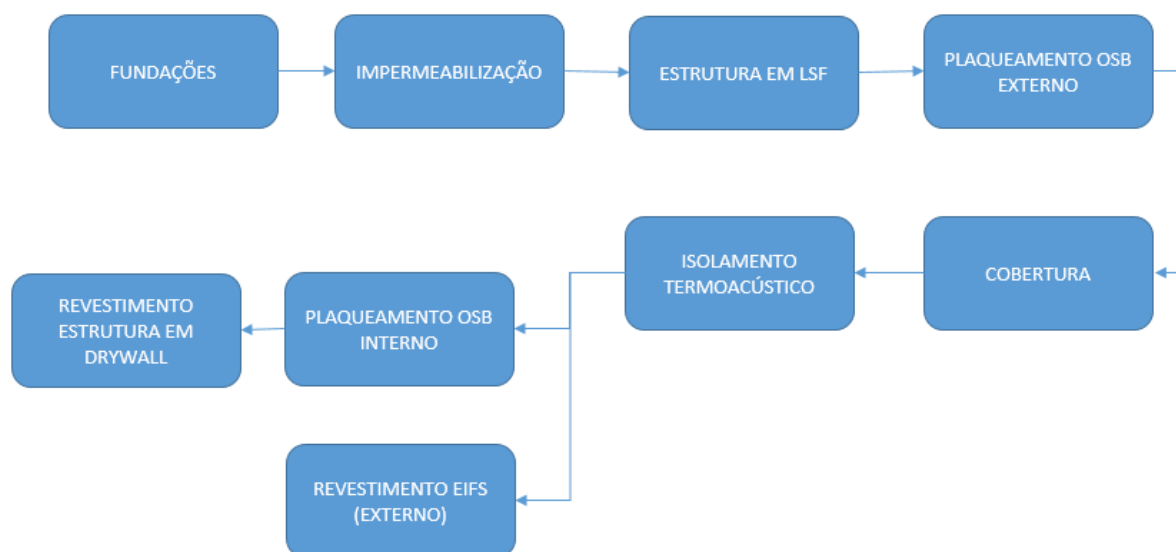 FUNDAÇÕES
IMPERMEABILIZAÇÃO
ESTRUTURA EM LSF
PLAQUEAMENTO OSB
EXTERNO
COBERTURA
ISOLAMENTO
TERMOACÚSTICO
PLAQUEAMENTO OSB
INTERNO
REVESTIMENTO
ESTRUTURA EM
DRYWALL
REVESTIMENTO EIFS
(EXTERNO)